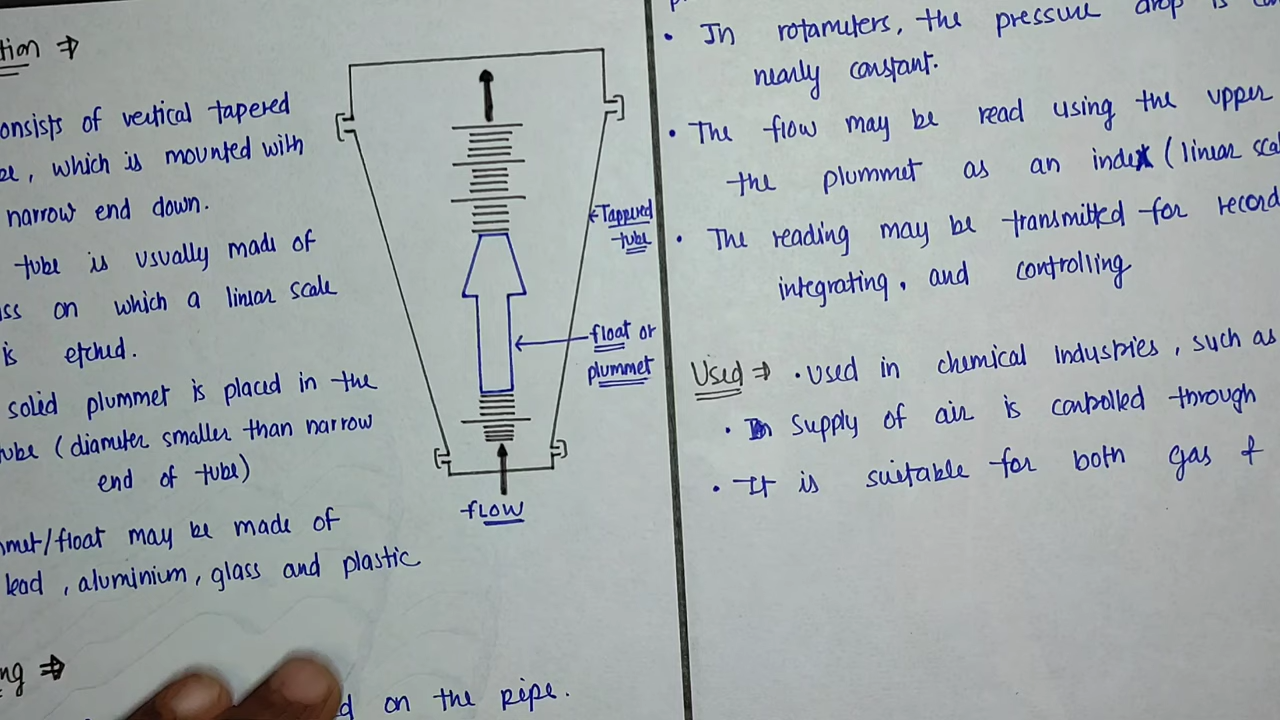 tion ⇒
onsists of vertical tapered
be, which is mounted with
narrow end down.
tube is usually made of
ss on which a linear scale
is etched.
solid plummet is placed in the
tube (diameter smaller than narrow
end of tube)
mmet/float may be made of
lead, aluminium, glass and plastic
ng ⇒
d on the pipe.
←Tappered
tube
float or
plummet
flow
• In rotameters, the pressure drop is
nearly constant.
• The flow may be read using the upper
the plummet as an index (linear sca
• The reading may be transmitted for record
integrating, and controlling
Used ⇒ • Used in chemical industries, such as
• In supply of air is controlled through
• It is suitable for both gas &